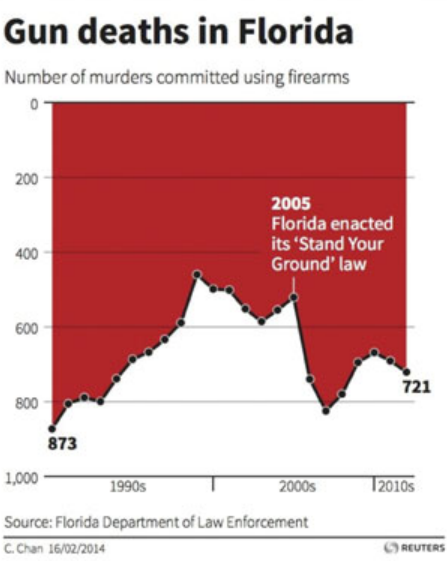 Gun deaths in Florida
Number of murders committed using firearms
0
200
2005
Florida enacted
its ‘Stand Your
Ground’ law
400
600
800
721
873
1,000
1990s
2000s
2010s
Source: Florida Department of Law Enforcement
C. Chan 16/02/2014
REUTERS